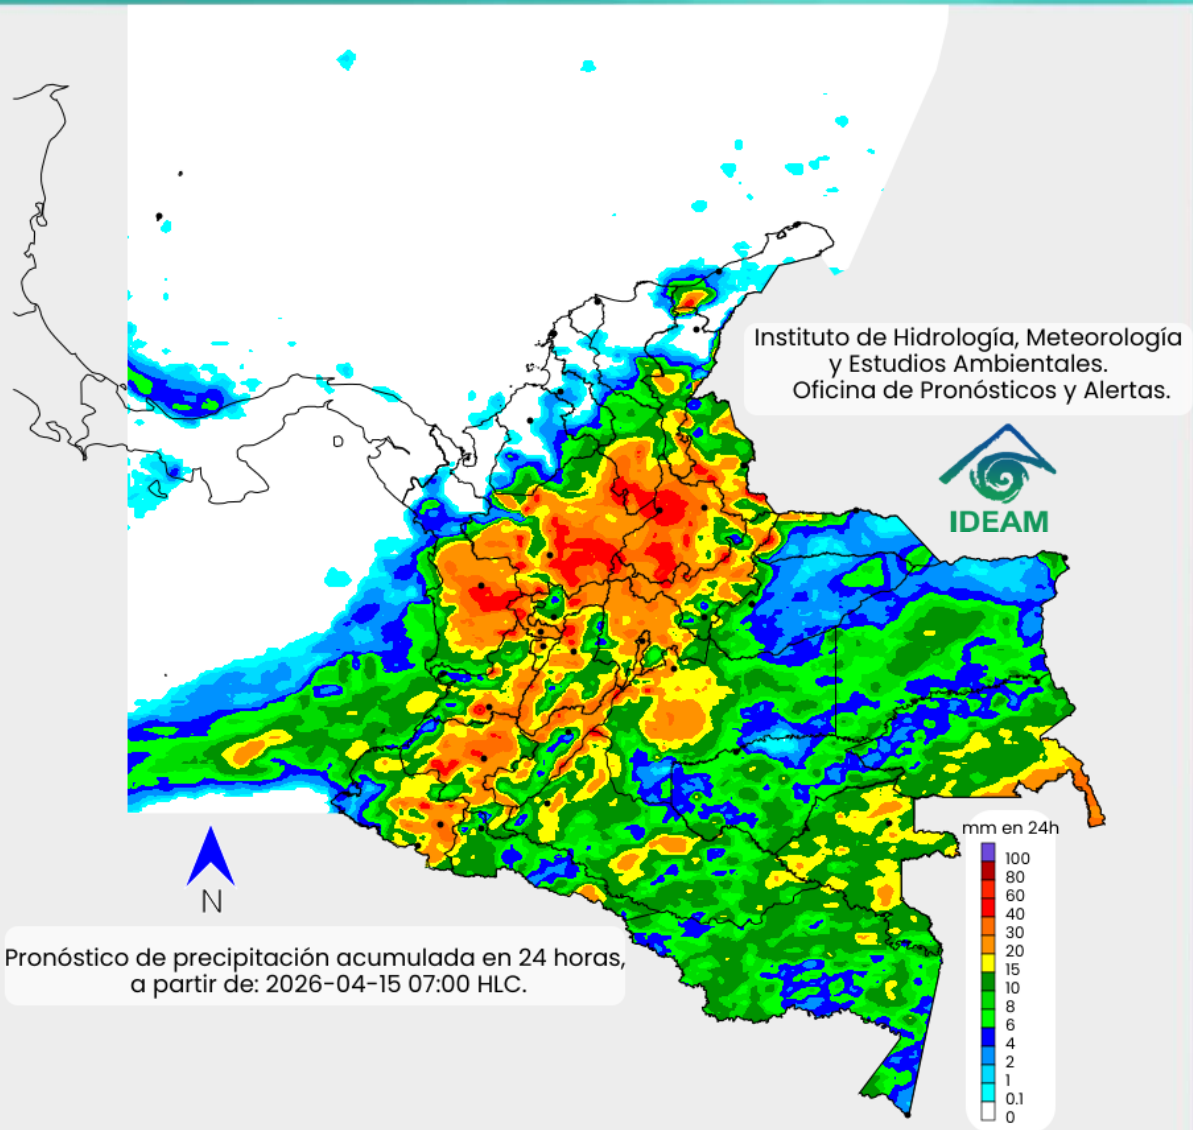 Instituto de Hidrología, Meteorología
y Estudios Ambientales.
Oficina de Pronósticos y Alertas.
IDEAM
mm en 24h
100
80
60
40
30
20
15
10
8
6
4
2
1
0.1
0
N
Pronóstico de precipitación acumulada en 24 horas,
a partir de: 2026-04-15 07:00 HLC.